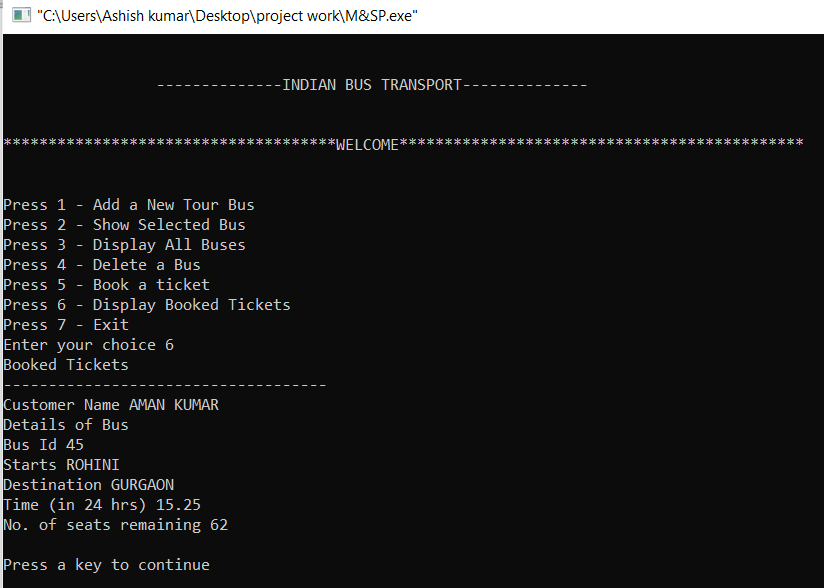 "C:\Users\Ashish kumar\Desktop\project work\M&SP.exe"
--------------INDIAN BUS TRANSPORT--------------
*************************************WELCOME*********************************************
Press 1 - Add a New Tour Bus
Press 2 - Show Selected Bus
Press 3 - Display All Buses
Press 4 - Delete a Bus
Press 5 - Book a ticket
Press 6 - Display Booked Tickets
Press 7 - Exit
Enter your choice 6
Booked Tickets
------------------------------------
Customer Name AMAN KUMAR
Details of Bus
Bus Id 45
Starts ROHINI
Destination GURGAON
Time (in 24 hrs) 15.25
No. of seats remaining 62
Press a key to continue